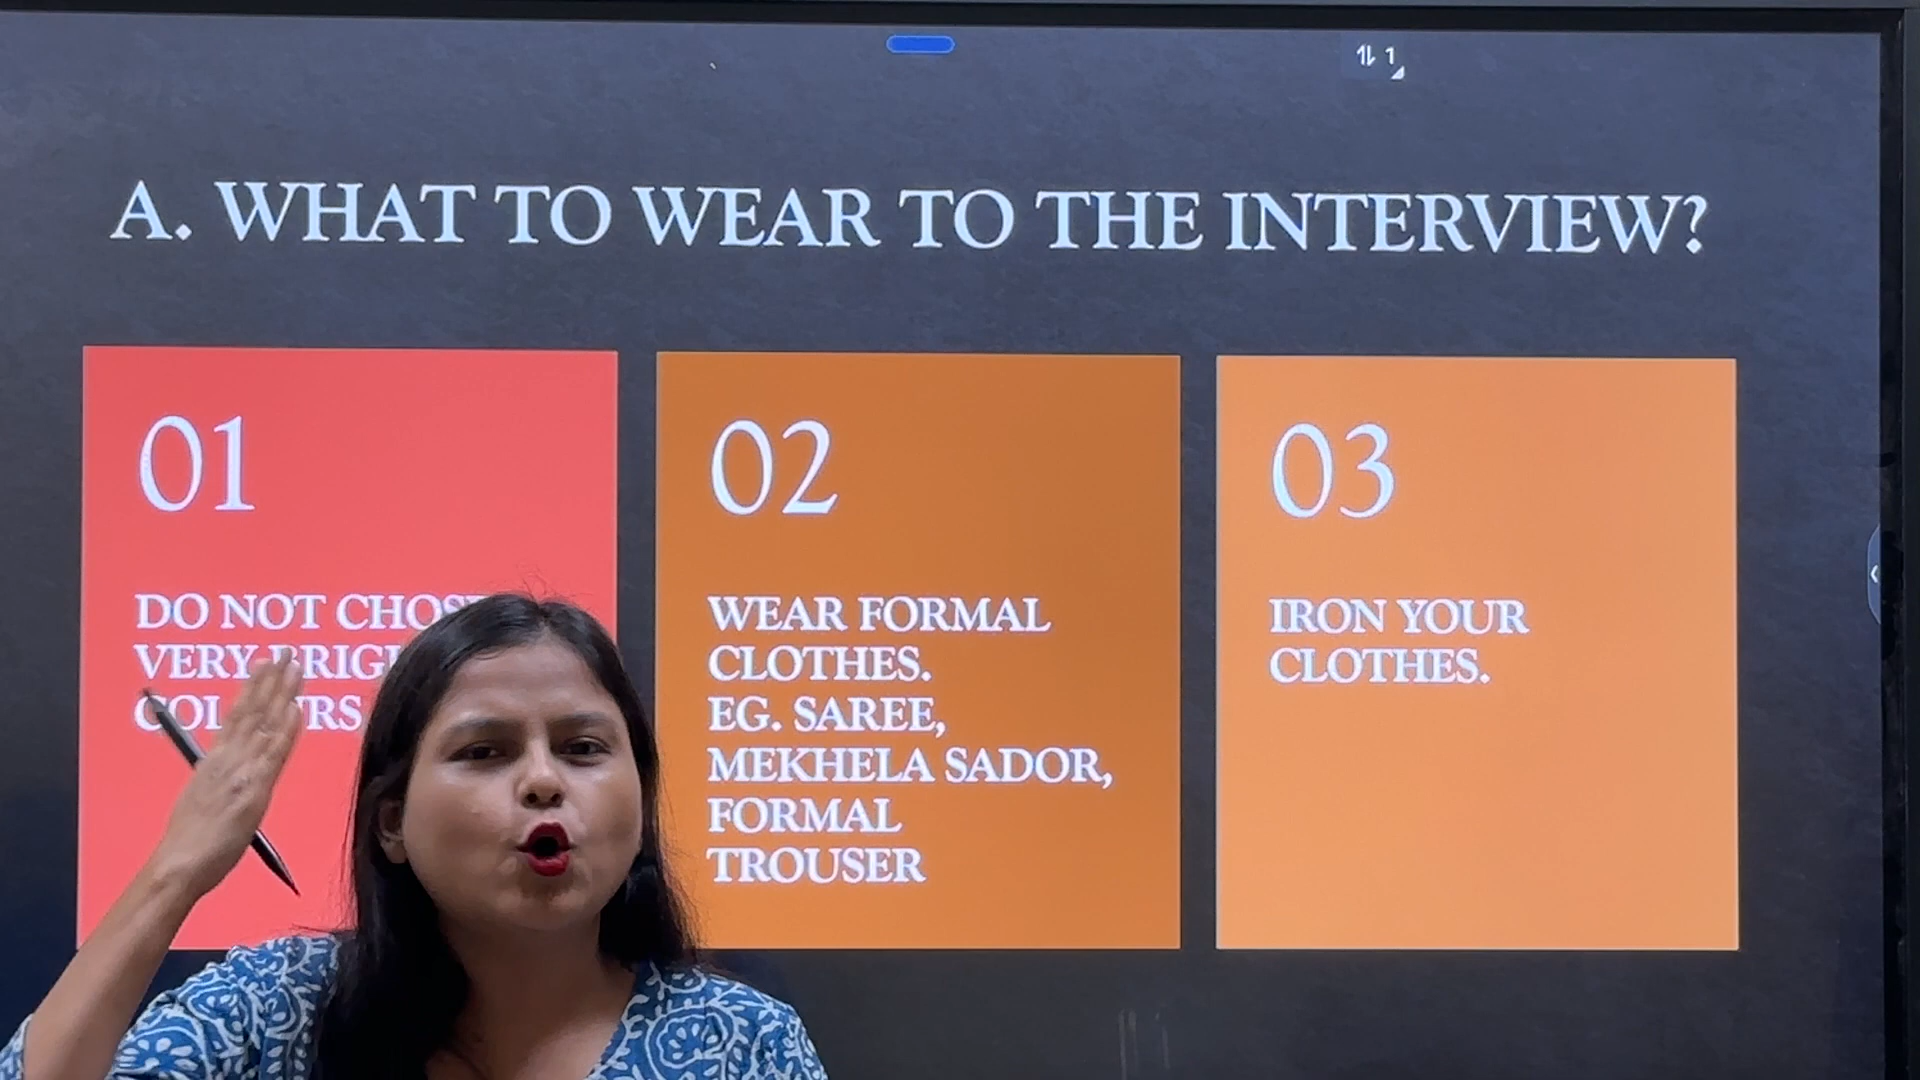 1
A. WHAT TO WEAR TO THE INTERVIEW?
01
DO NOT
VERY
02
WEAR FORMAL
CLOTHES.
EG. SAREE,
MEKHELA SADOR,
FORMAL
TROUSER
03
IRON YOUR
CLOTHES.